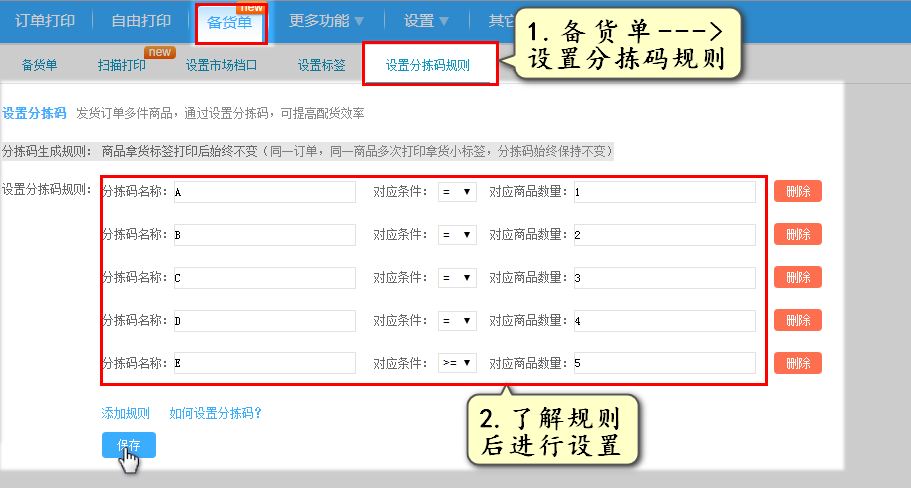 订单打印 自由打印 备货单 new 更多功能 设置
1. 备货单--->
设置分拣码规则
备货单 扫描打印 new 设置市场档口 设置标签 设置分拣码规则
设置分拣码 发货订单多件商品，通过设置分拣码，可提高配货效率
分拣码生成规则： 商品拿货标签打印后始终不变（同一订单，同一商品多次打印拿货小标签，分拣码始终保持不变）
设置分拣码规则： 分拣码名称： A 对应条件： = 对应商品数量： 1 删除
分拣码名称： B 对应条件： = 对应商品数量： 2 删除
分拣码名称： C 对应条件： = 对应商品数量： 3 删除
分拣码名称： D 对应条件： = 对应商品数量： 4 删除
分拣码名称： E 对应条件： >= 对应商品数量： 5 删除
添加规则 如何设置分拣码？
保存
2. 了解规则
后进行设置